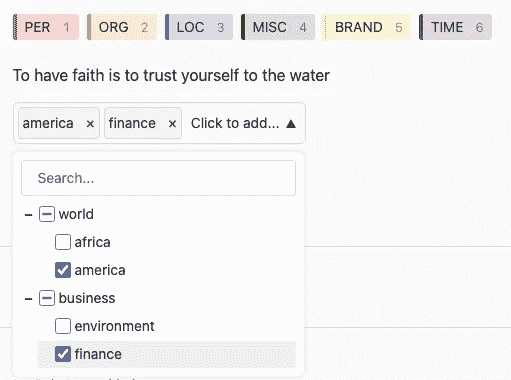 PER 1 ORG 2 LOC 3 MISC 4 BRAND 5 TIME 6
To have faith is to trust yourself to the water
america × finance × Click to add... ▲
Search...
– world
africa
america
– business
environment
finance